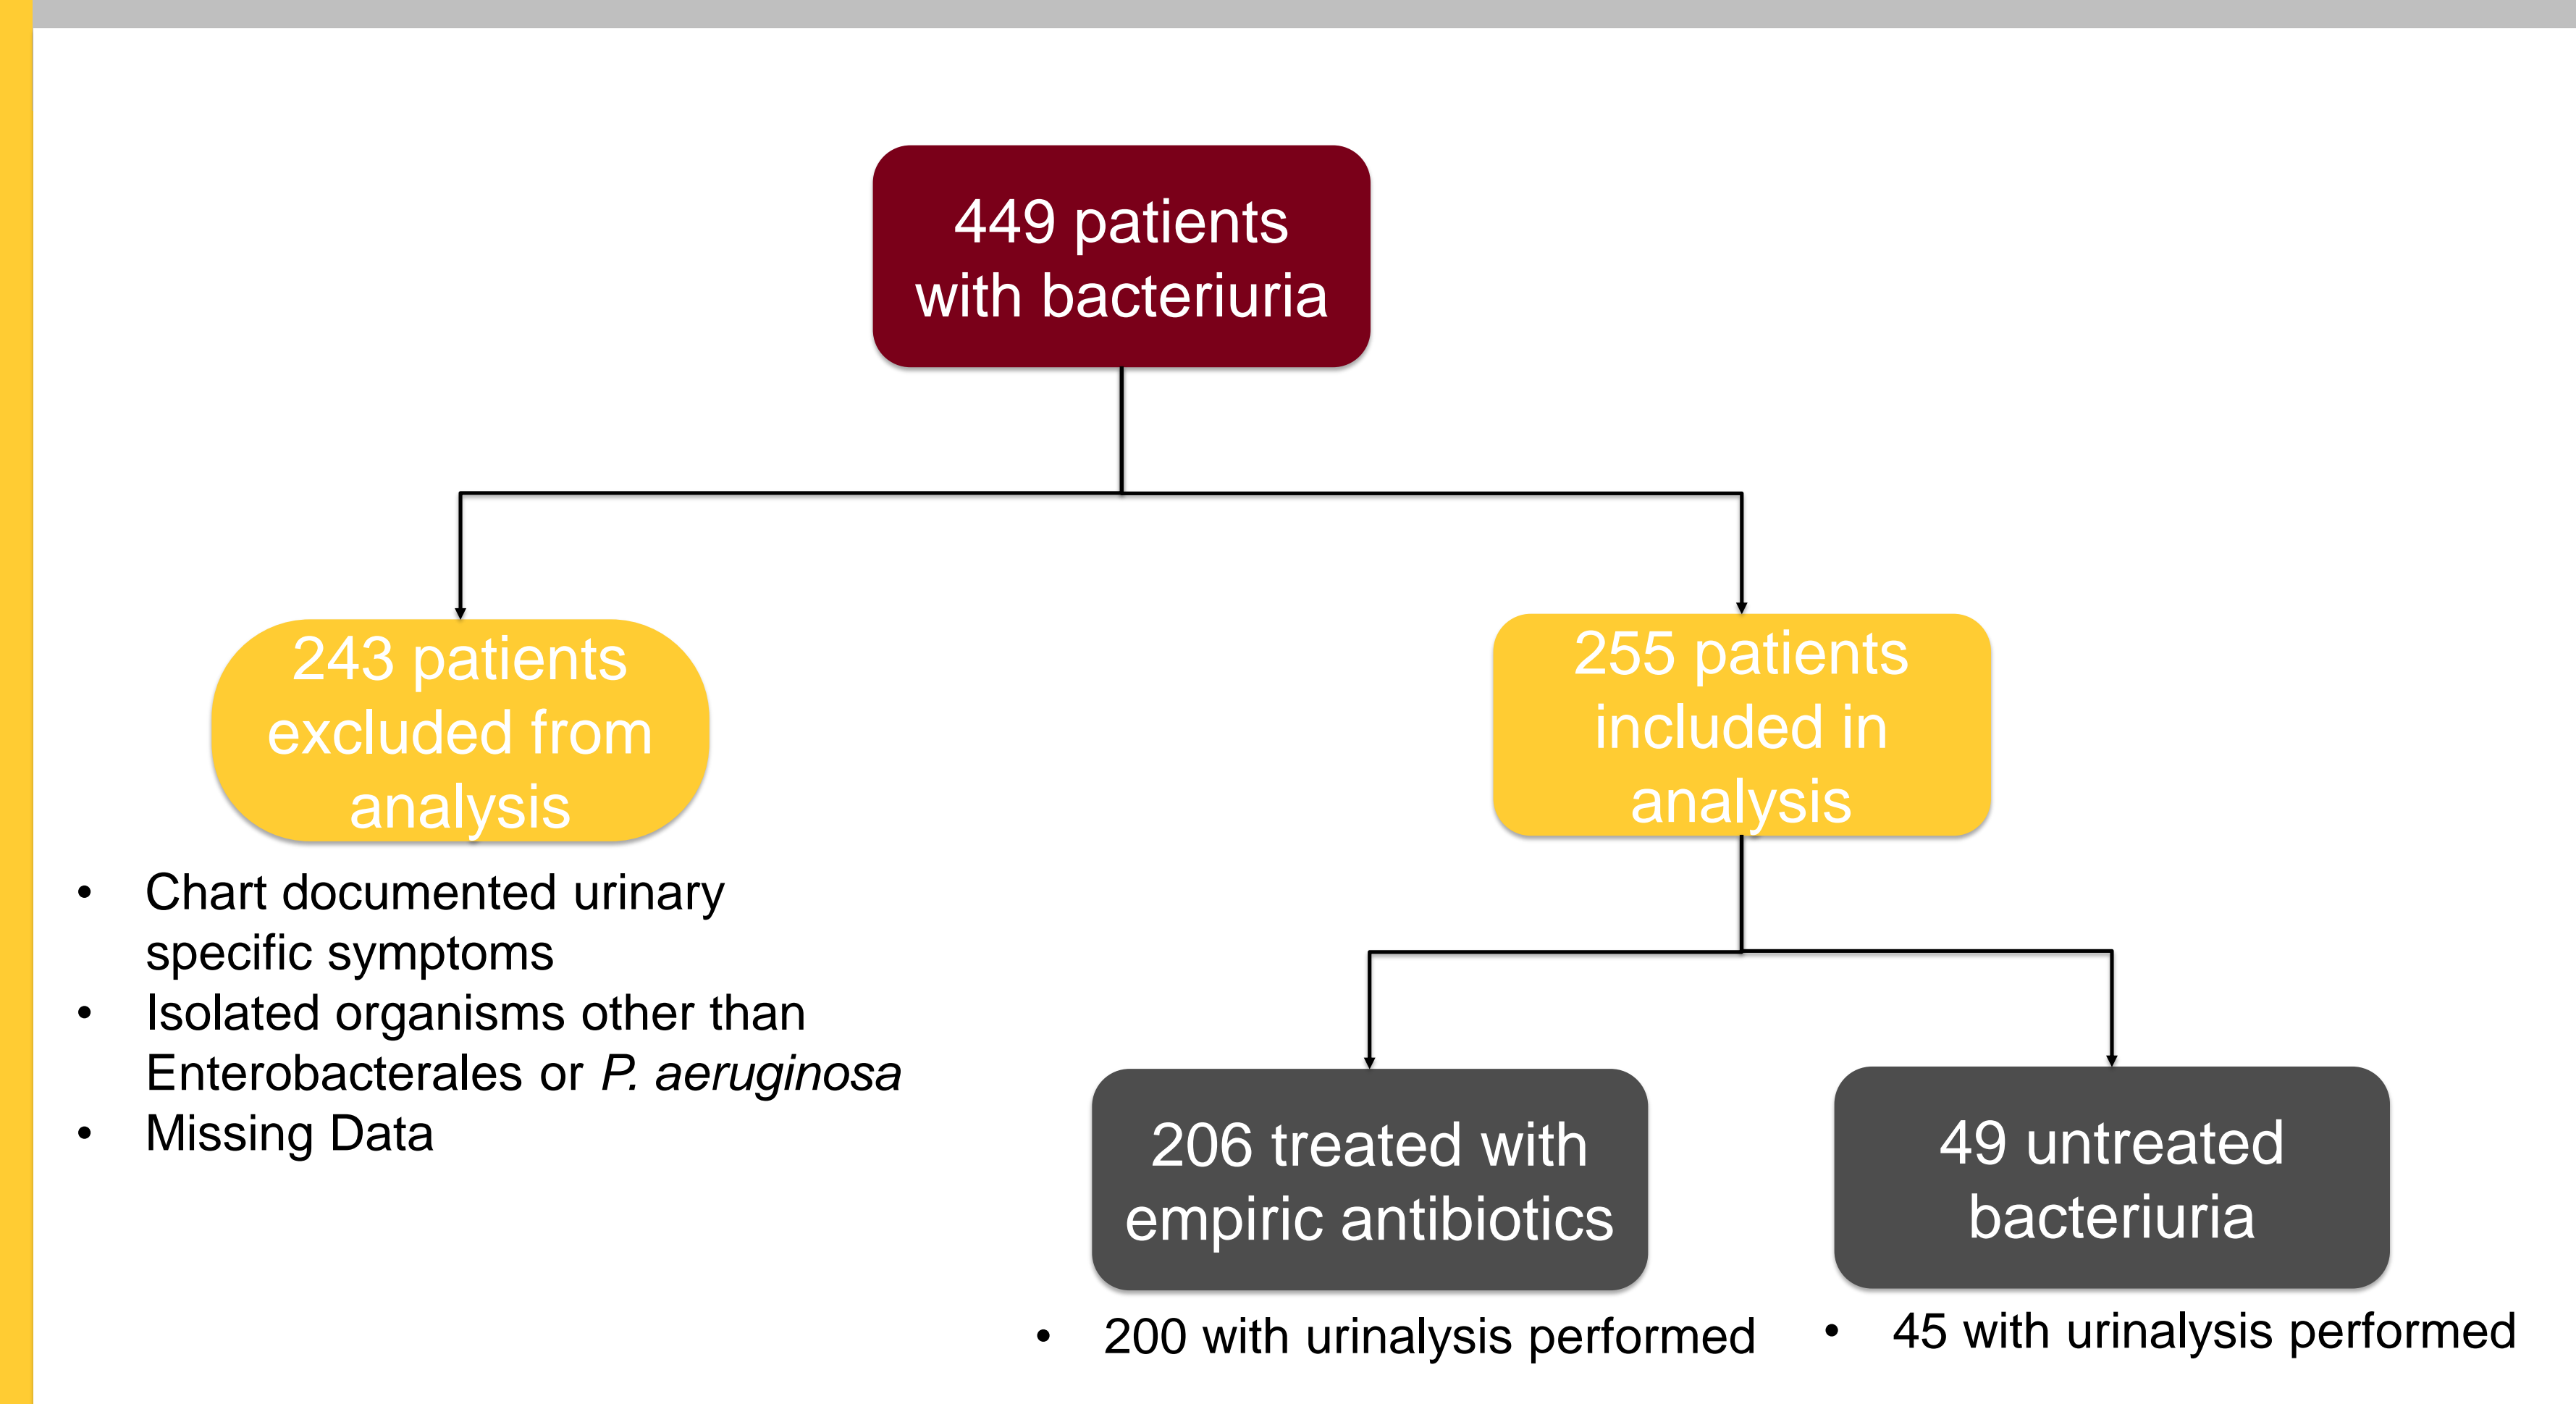 449 patients
with bacteriuria
243 patients
excluded from
analysis
• Chart documented urinary
specific symptoms
• Isolated organisms other than
Enterobacterales or P. aeruginosa
• Missing Data
255 patients
included in
analysis
206 treated with
empiric antibiotics
• 200 with urinalysis performed
49 untreated
bacteriuria
• 45 with urinalysis performed